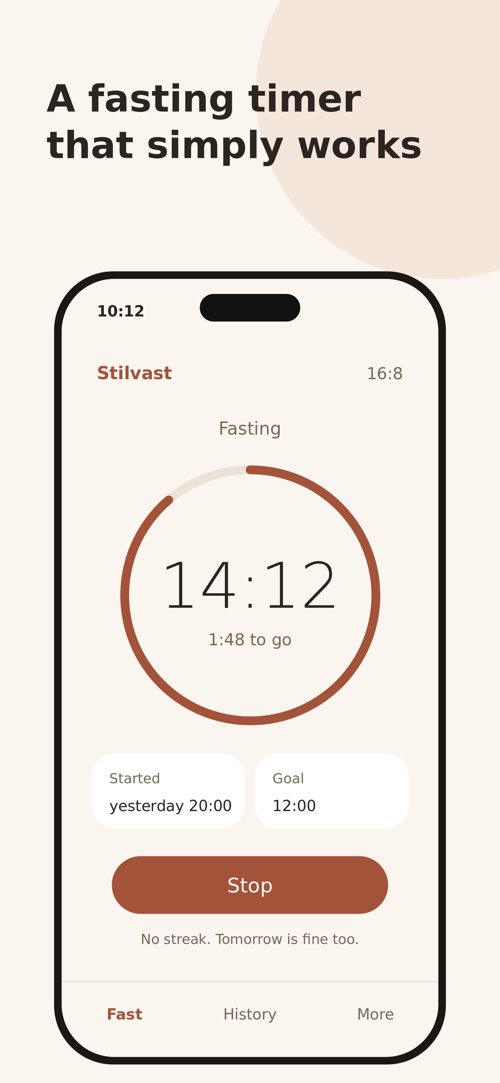 A fasting timer
that simply works
10:12
Stilvast
16:8
Fasting
14:12
1:48 to go
Started
yesterday 20:00
Goal
12:00
Stop
No streak. Tomorrow is fine too.
Fast
History
More